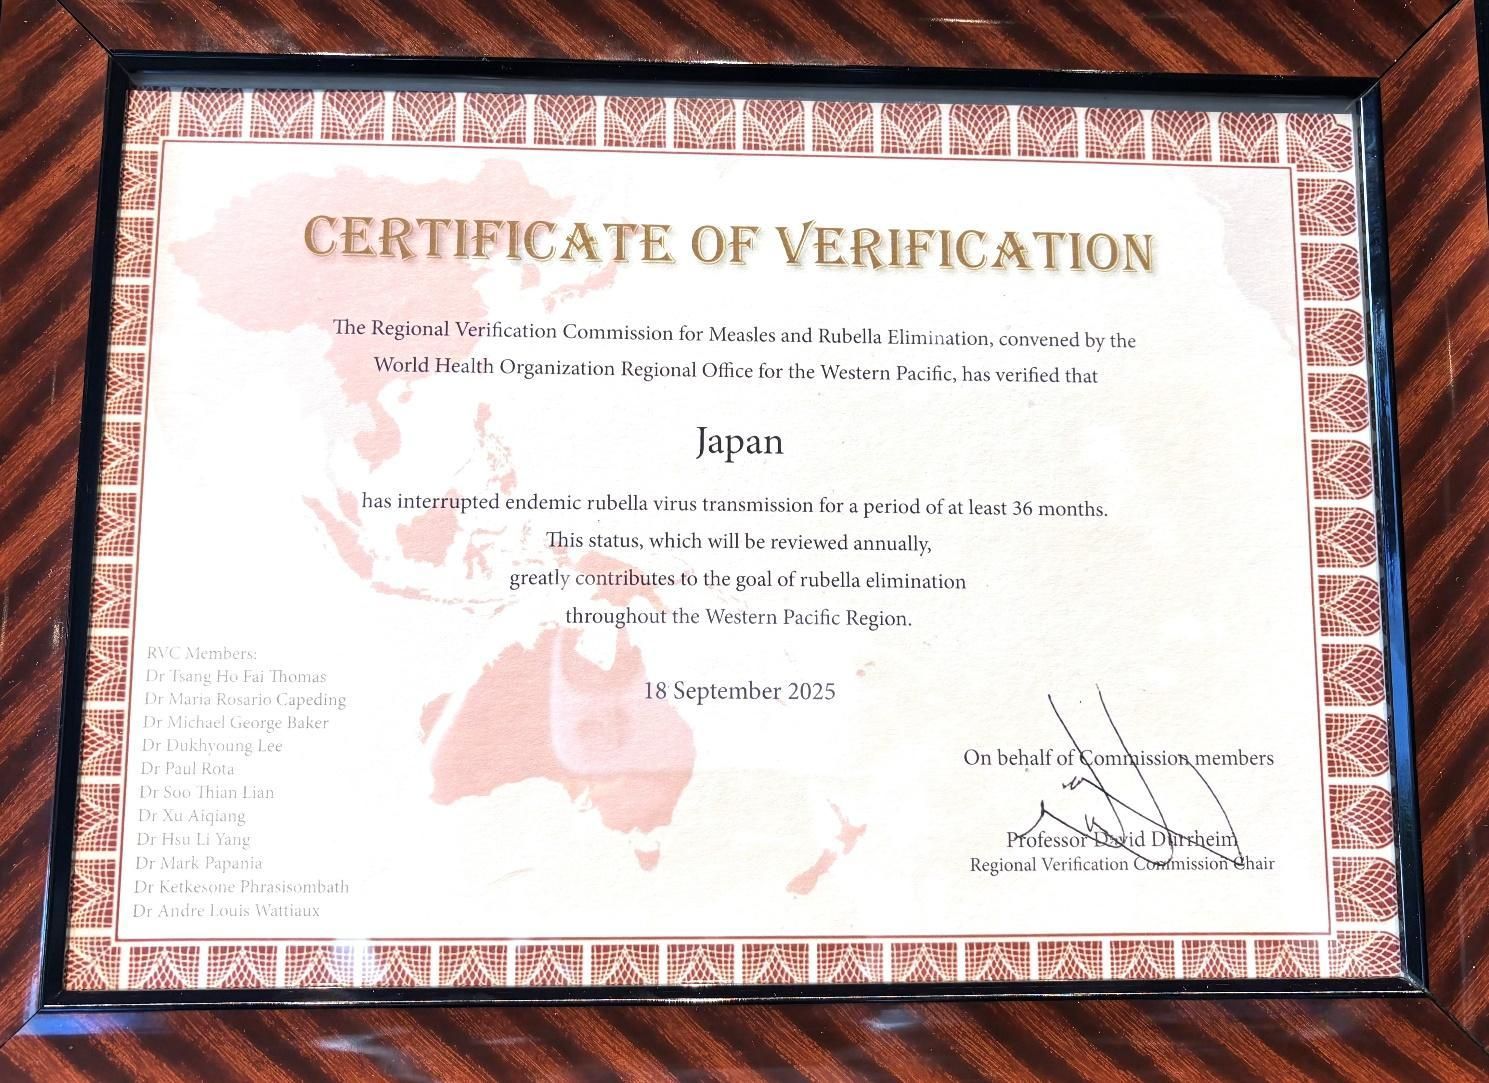 CERTIFICATE OF VERIFICATION
The Regional Verification Commission for Measles and Rubella Elimination, convened by the
World Health Organization Regional Office for the Western Pacific, has verified that
Japan
has interrupted endemic rubella virus transmission for a period of at least 36 months.
This status, which will be reviewed annually,
greatly contributes to the goal of rubella elimination
throughout the Western Pacific Region.
18 September 2025
RVC Members:
Dr Tsang Ho Fai Thomas
Dr Maria Rosario Capeding
Dr Michael George Baker
Dr Dukhyoung Lee
Dr Paul Rota
Dr Soo Thian Lian
Dr Xu Aiqiang
Dr Hsu Li Yang
Dr Mark Papania
Dr Ketkesone Phrasisombath
Dr Andre Louis Wattiaux
On behalf of Commission members
Professor David Durrheim
Regional Verification Commission Chair